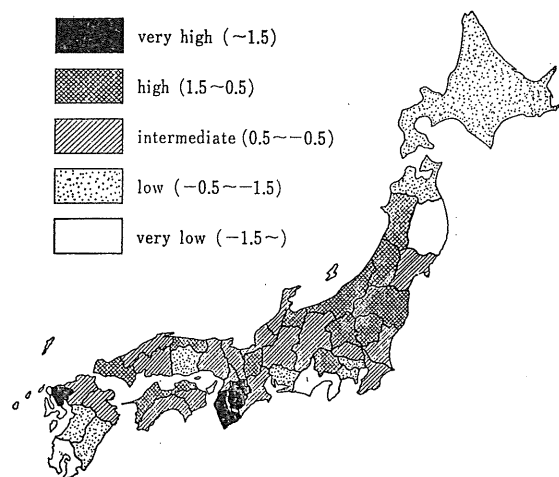 very high (~1.5)
high (1.5~0.5)
intermediate (0.5~-0.5)
low (-0.5~-1.5)
very low (-1.5~)